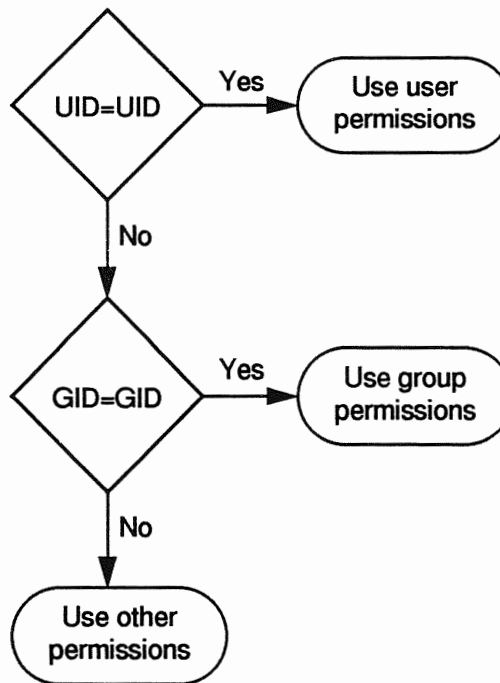 UID=UID
Yes
Use user
permissions
No
GID=GID
Yes
Use group
permissions
No
Use other
permissions